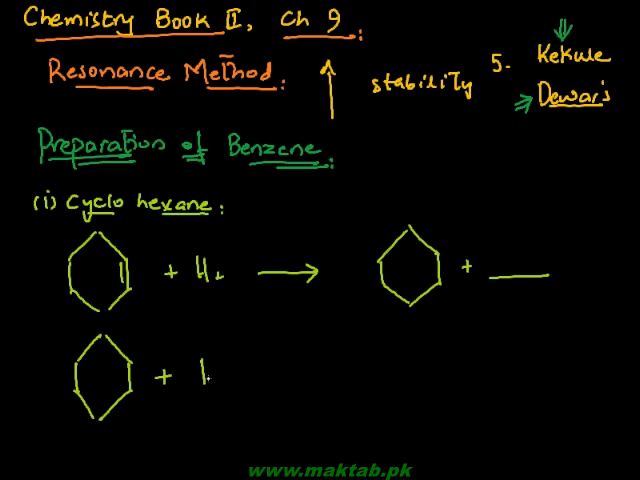 Chemistry Book II, Ch 9
Resonance Method: stability 5. Kekule
Dewar's
Preparation of Benzene:
(i) Cyclo hexane:
+ H₂ +
+
www.maktab.pk